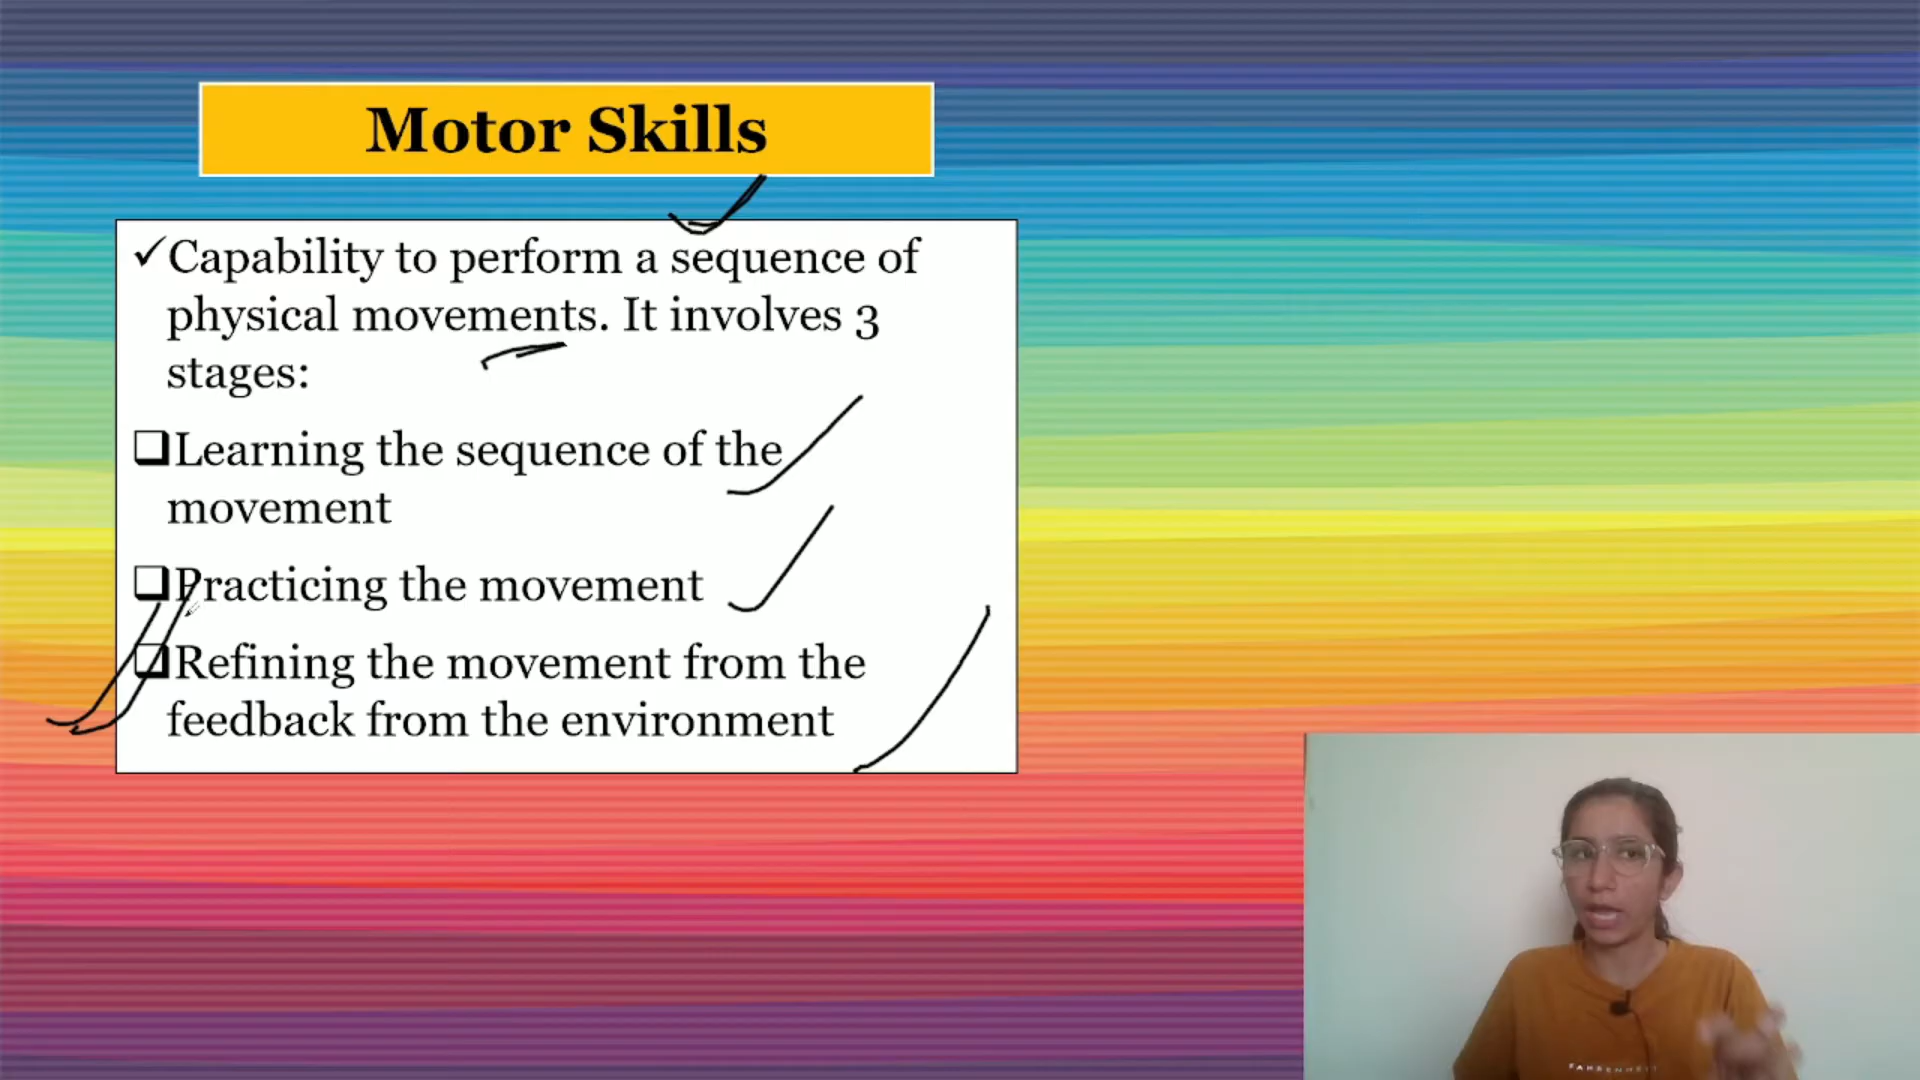 Motor Skills
✓Capability to perform a sequence of
physical movements. It involves 3
stages:
❑Learning the sequence of the
movement
❑Practicing the movement
❑Refining the movement from the
feedback from the environment
FAHRENHEIT